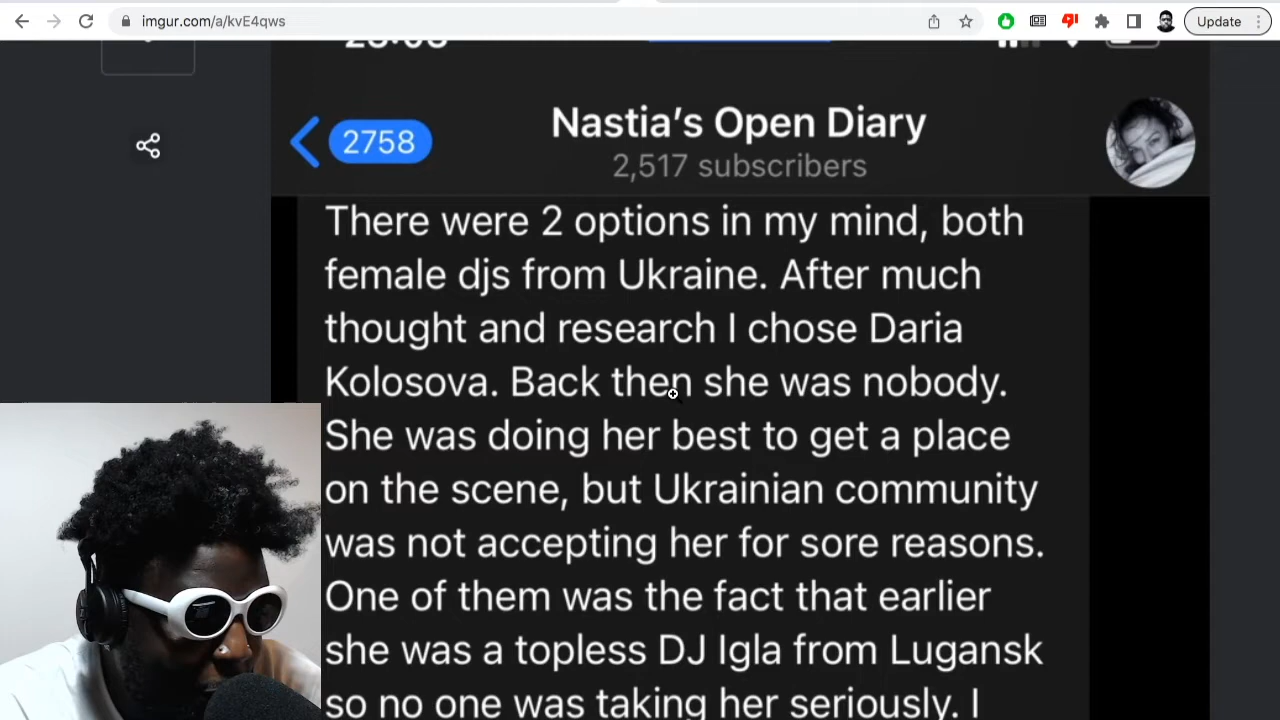 imgur.com/a/kvE4qws
Update
2758
Nastia's Open Diary
2,517 subscribers
There were 2 options in my mind, both
female djs from Ukraine. After much
thought and research I chose Daria
Kolosova. Back then she was nobody.
She was doing her best to get a place
on the scene, but Ukrainian community
was not accepting her for sore reasons.
One of them was the fact that earlier
she was a topless DJ Igla from Lugansk
so no one was taking her seriously. I